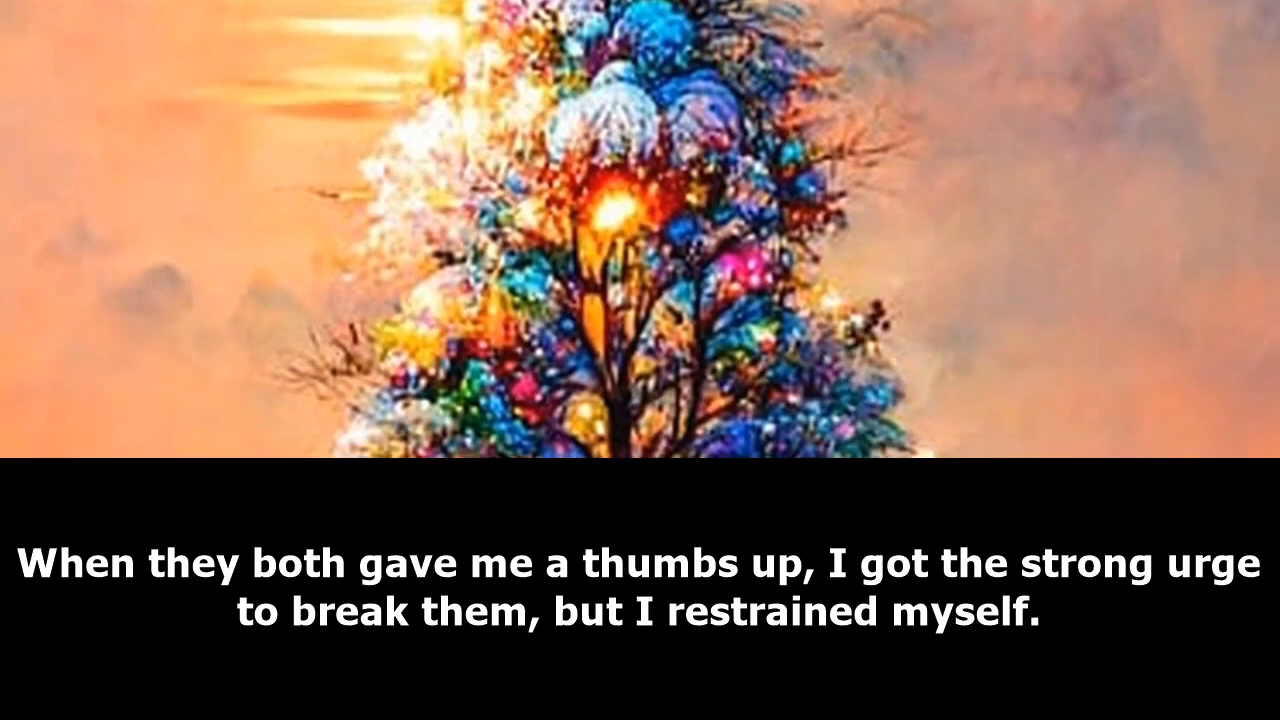 When they both gave me a thumbs up, I got the strong urge
to break them, but I restrained myself.